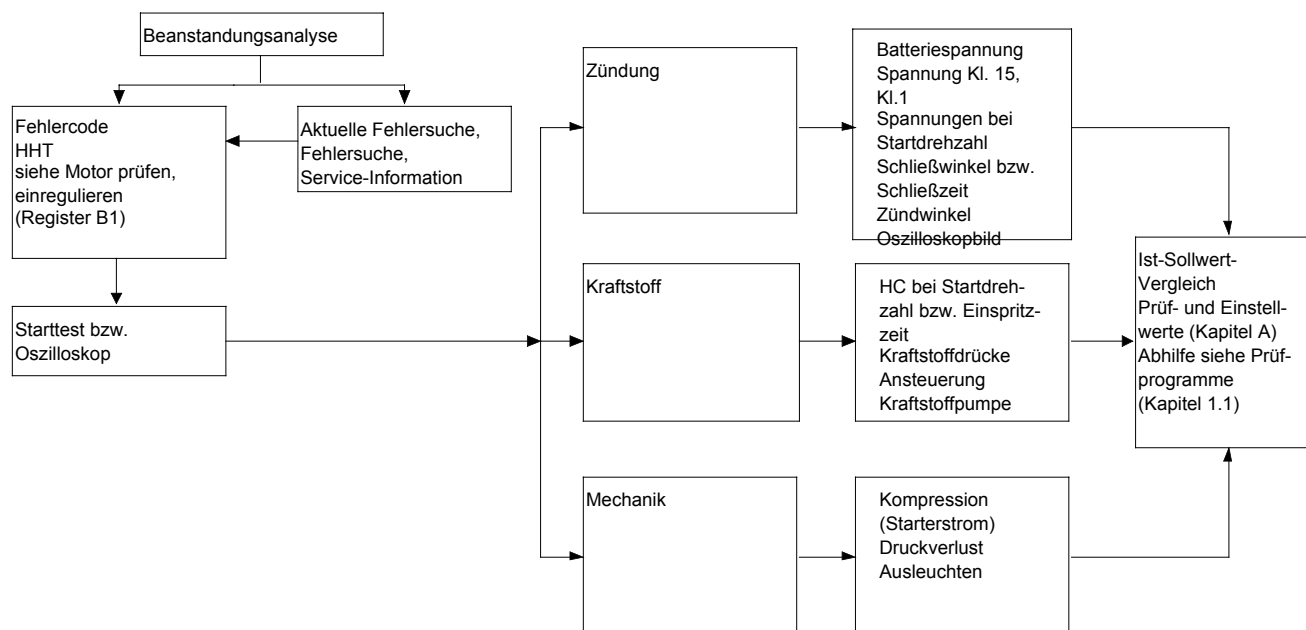 Beanstandungsanalyse
Fehlercode
HHT
siehe Motor prüfen,
einregulieren
(Register B1)
Aktuelle Fehlersuche,
Fehlersuche,
Service-Information
Starttest bzw.
Oszilloskop
Zündung
Batteriespannung
Spannung Kl. 15,
Kl.1
Spannungen bei
Startdrehzahl
Schließwinkel bzw.
Schließzeit
Zündwinkel
Oszilloskopbild
Kraftstoff
HC bei Startdreh-
zahl bzw. Einspritz-
zeit
Kraftstoffdrücke
Ansteuerung
Kraftstoffpumpe
Mechanik
Kompression
(Starterstrom)
Druckverlust
Ausleuchten
Ist-Sollwert-
Vergleich
Prüf- und Einstell-
werte (Kapitel A)
Abhilfe siehe Prüf-
programme
(Kapitel 1.1)